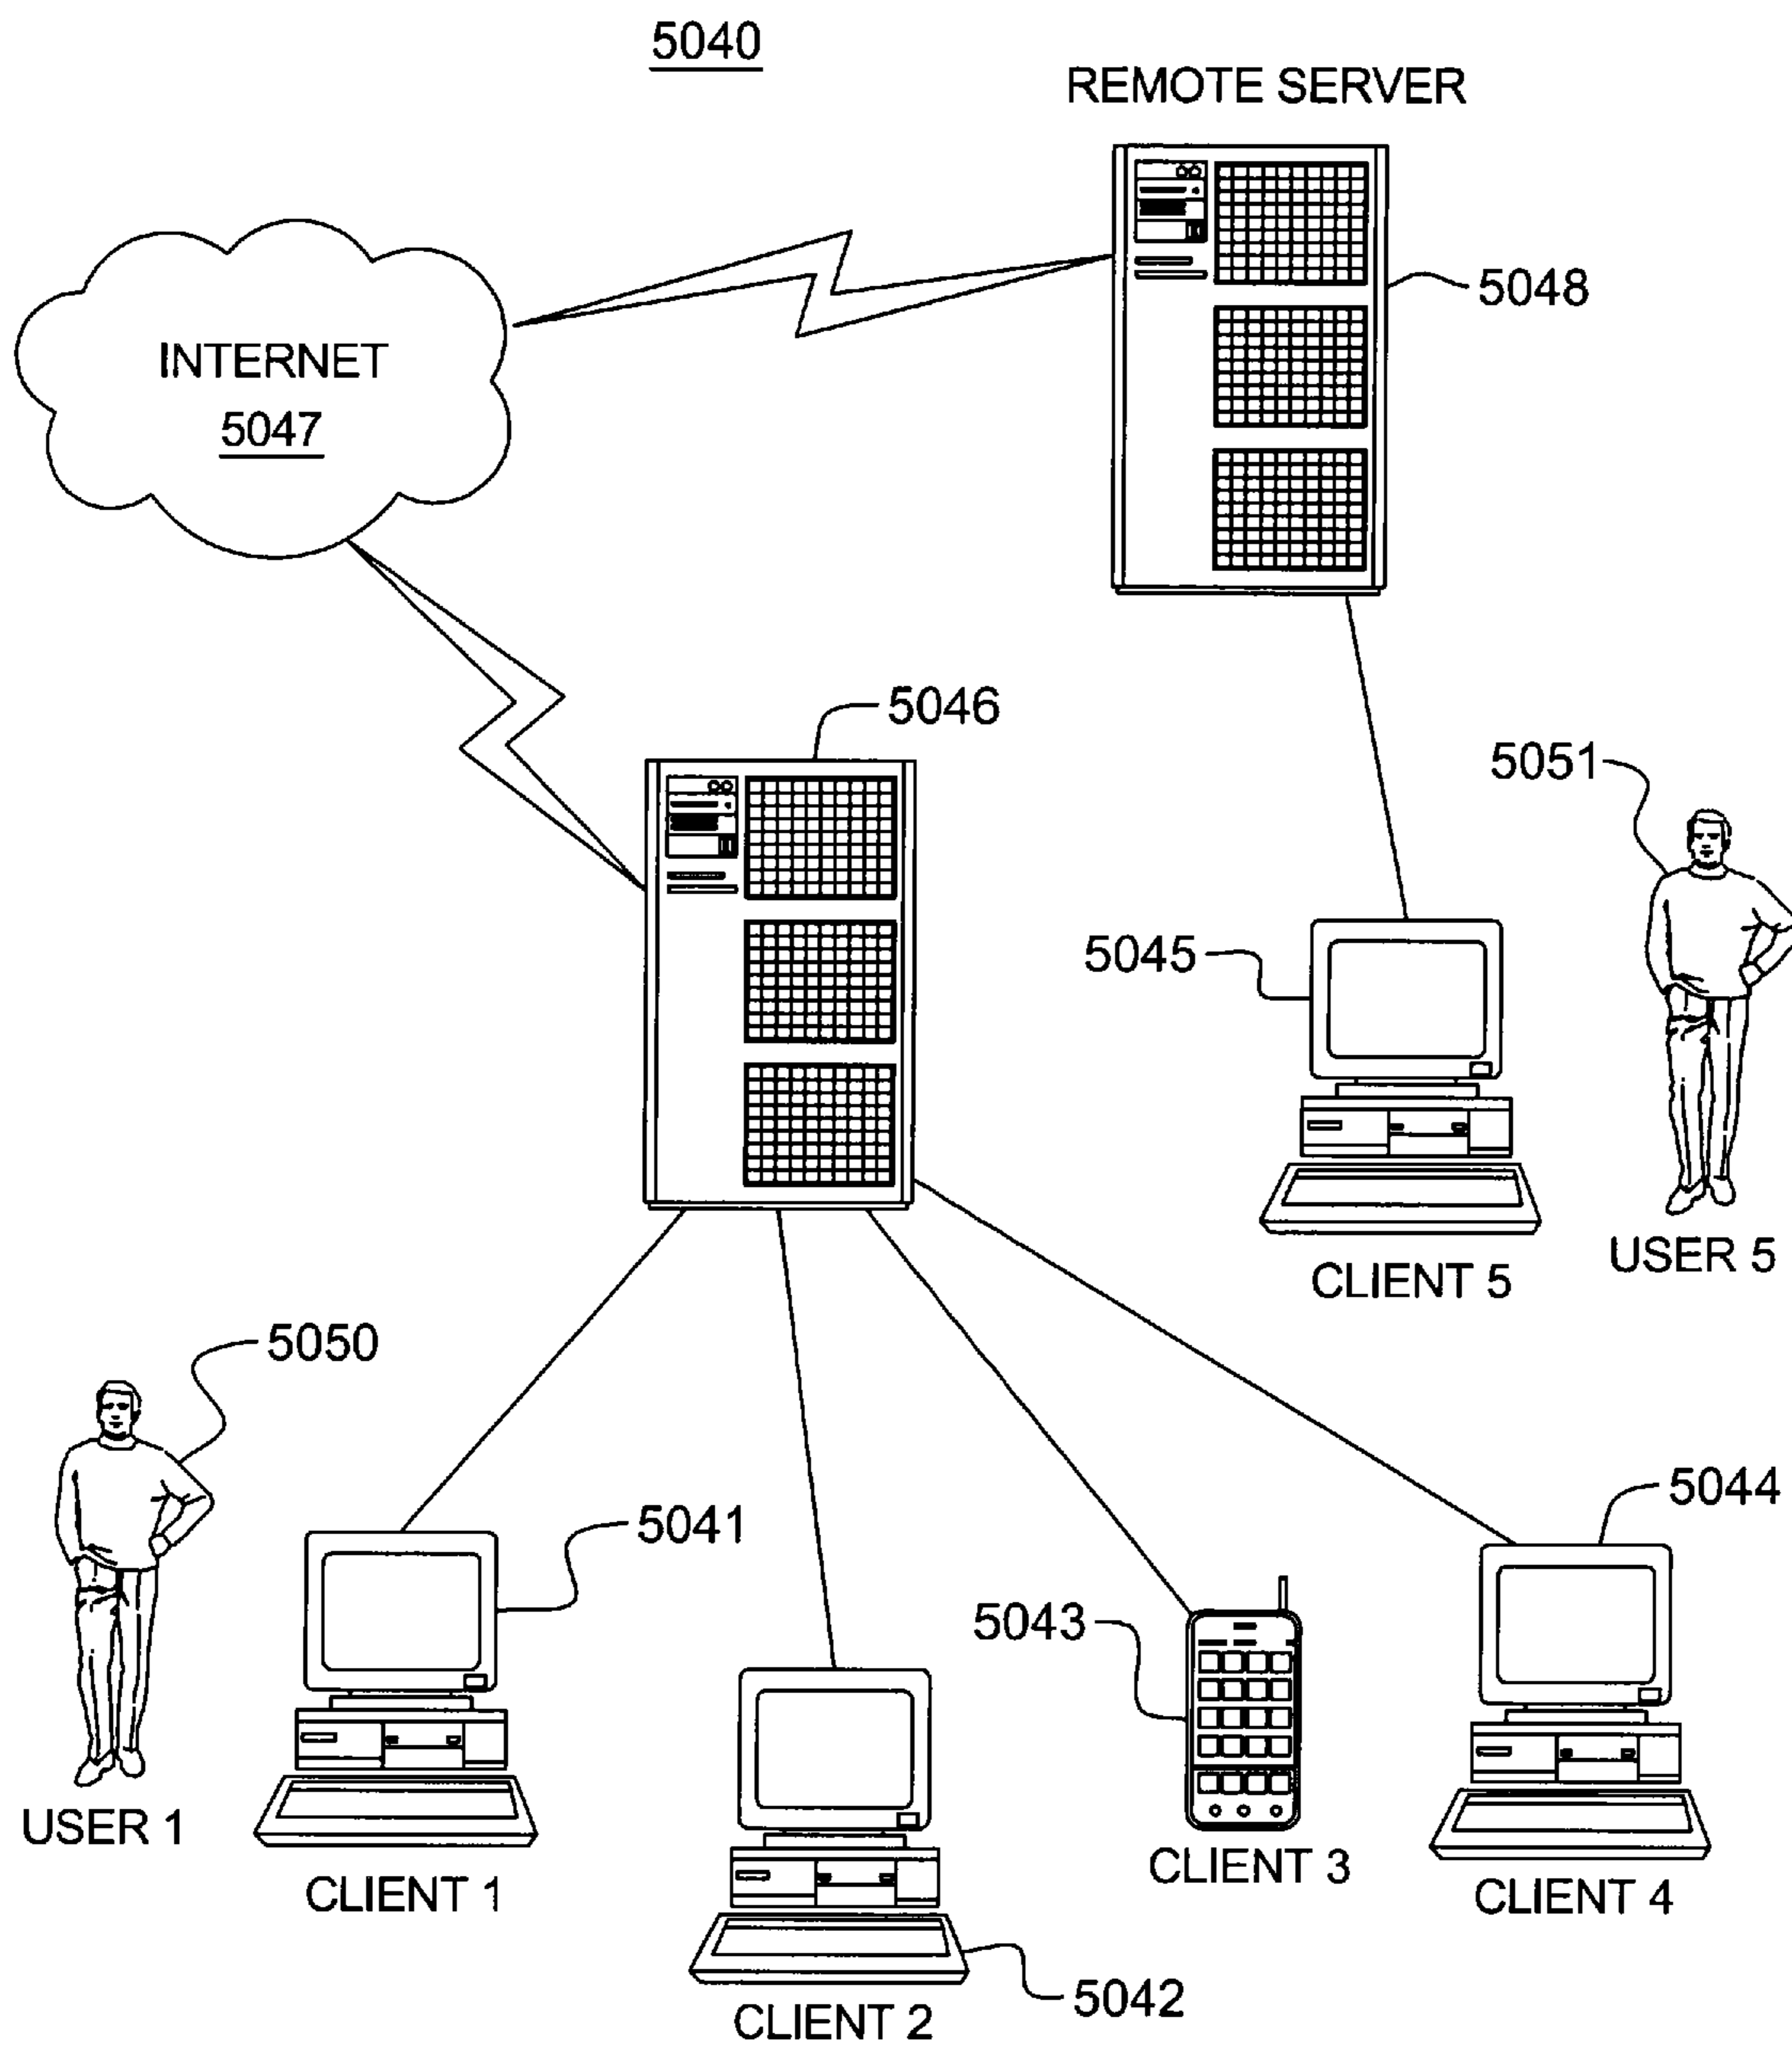 5040
REMOTE SERVER
5048
INTERNET
5047
5046
5051
5045
USER 5
CLIENT 5
5050
5041
5044
5043
USER 1
CLIENT 1
CLIENT 3
CLIENT 4
5042
CLIENT 2